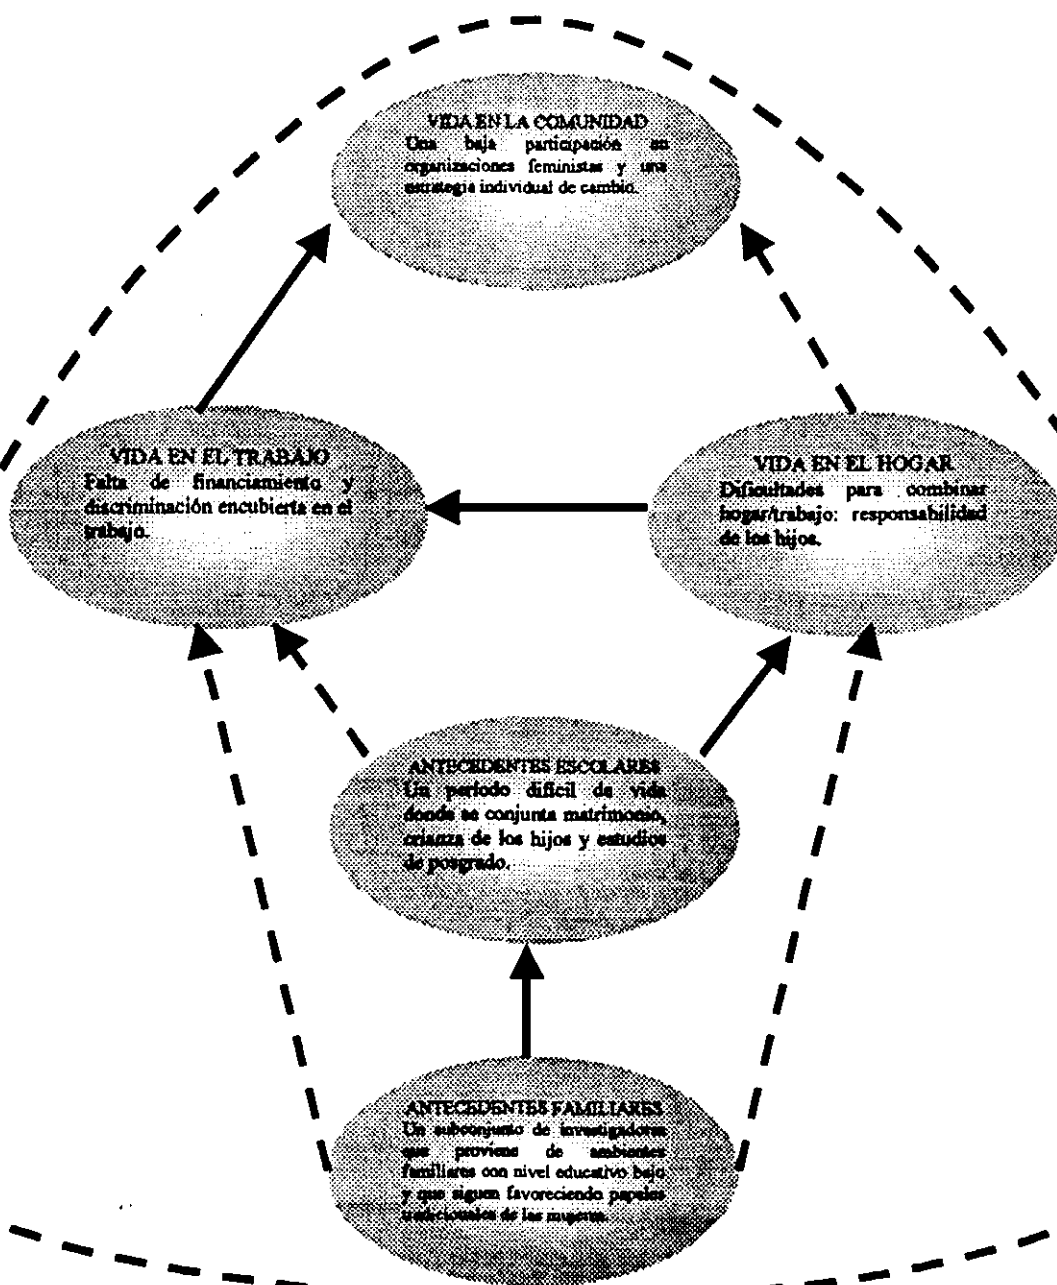 VIDA EN LA COMUNIDAD
Una baja participación en
organizaciones feministas y una
estrategia individual de cambio.
VIDA EN EL TRABAJO
Falta de financiamiento y
discriminación encubierta en el
trabajo.
VIDA EN EL HOGAR
Dificultades para combinar
hogar/trabajo: responsabilidad
de los hijos.
ANTECEDENTES ESCOLARES
Un período difícil de vida
donde se conjunta matrimonio,
crianza de los hijos y estudios
de posgrado.
ANTECEDENTES FAMILIARES
Un subconjunto de investigadoras
que proviene de ambientes
familiares con nivel educativo bajo
y que siguen favoreciendo papeles
tradicionales de las mujeres.